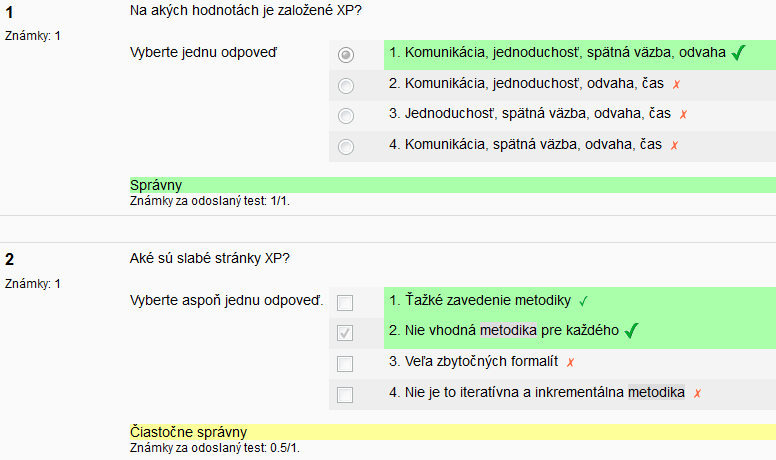 1
Na akých hodnotách je založené XP?
Známky: 1
Vyberte jednu odpoveď
1. Komunikácia, jednoduchosť, spätná väzba, odvaha
2. Komunikácia, jednoduchosť, odvaha, čas
3. Jednoduchosť, spätná väzba, odvaha, čas
4. Komunikácia, spätná väzba, odvaha, čas
Správny
Známky za odoslaný test: 1/1.
2
Aké sú slabé stránky XP?
Známky: 1
Vyberte aspoň jednu odpoveď.
1. Ťažké zavedenie metodiky
2. Nie vhodná metodika pre každého
3. Veľa zbytočných formalít
4. Nie je to iteratívna a inkrementálna metodika
Čiastočne správny
Známky za odoslaný test: 0.5/1.